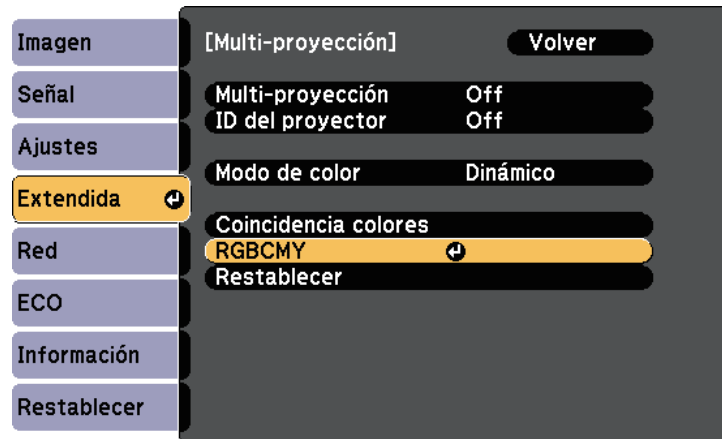 Imagen
Señal
Ajustes
Extendida
Red
ECO
Información
Restablecer
[Multi-proyección] Volver
Multi-proyección Off
ID del proyector Off
Modo de color Dinámico
Coincidencia colores
RGBCMY
Restablecer